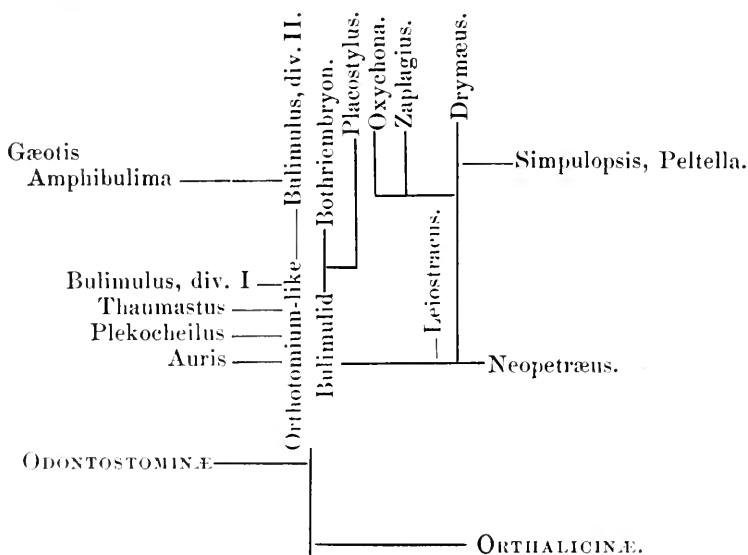 Bulimulus, div. II.
Bothriembryon.
Placostylus.
Oxychona.
Zaplagius.
Drymæus.
Gæotis
Amphibulima
Simpulopsis, Peltella.
Leiostracus.
Bulimulus, div. I
Thaumastus
Plekocheilus
Auris
Orthotomium-like
Bulimulid
Neopetræus.
ODONTOSTOMINÆ
ORTHALICINÆ.